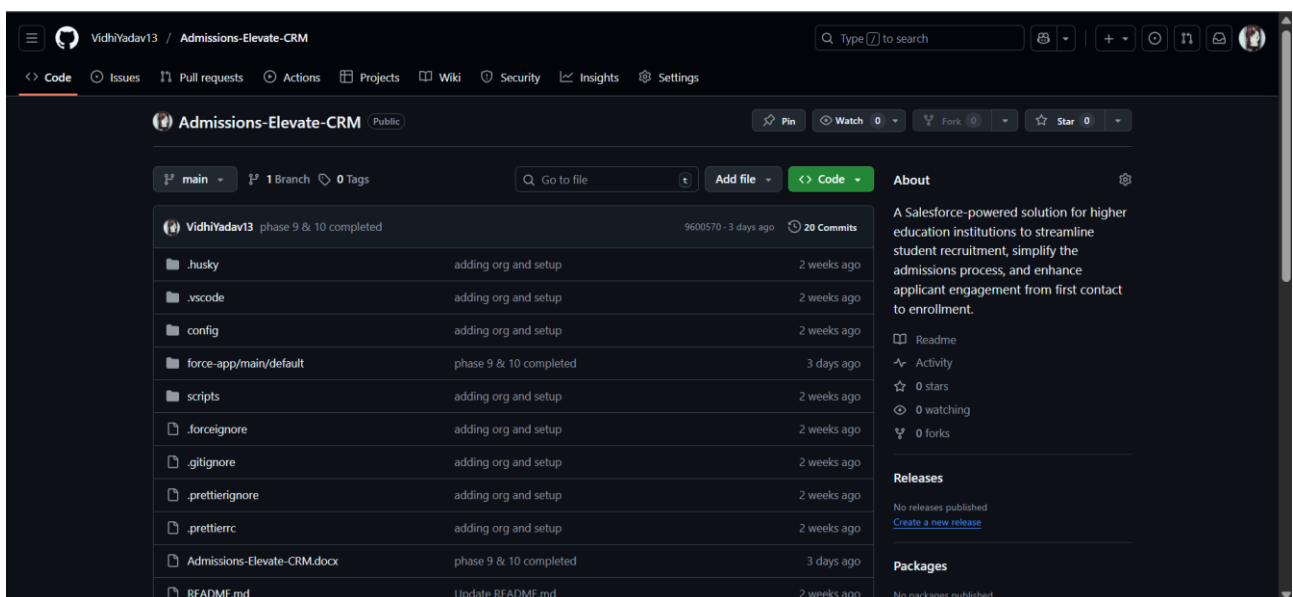 VidhiYadav13 / Admissions-Elevate-CRM
Type / to search
Code Issues Pull requests Actions Projects Wiki Security Insights Settings
Admissions-Elevate-CRM Public
Pin Watch 0 Fork 0 Star 0
main 1 Branch 0 Tags Go to file t Add file Code
VidhiYadav13 phase 9 & 10 completed 9600570 · 3 days ago 20 Commits
.husky adding org and setup 2 weeks ago
.vscode adding org and setup 2 weeks ago
config adding org and setup 2 weeks ago
force-app/main/default phase 9 & 10 completed 3 days ago
scripts adding org and setup 2 weeks ago
.forceignore adding org and setup 2 weeks ago
.gitignore adding org and setup 2 weeks ago
.prettierignore adding org and setup 2 weeks ago
.prettierrc adding org and setup 2 weeks ago
Admissions-Elevate-CRM.docx phase 9 & 10 completed 3 days ago
README.md Update README.md 2 weeks ago
About
A Salesforce-powered solution for higher
education institutions to streamline
student recruitment, simplify the
admissions process, and enhance
applicant engagement from first contact
to enrollment.
Readme
Activity
0 stars
0 watching
0 forks
Releases
No releases published
Create a new release
Packages
No packages published